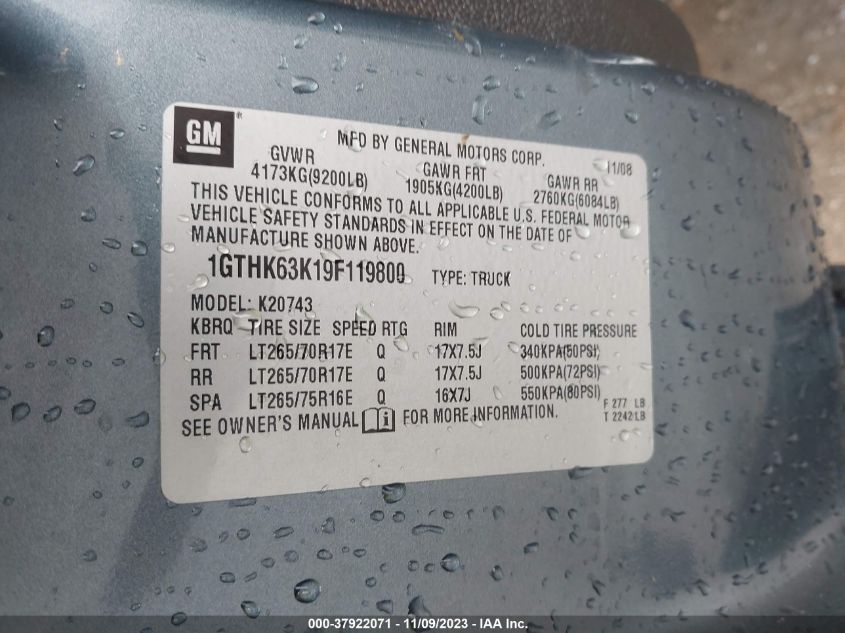 GM
MFD BY GENERAL MOTORS CORP. 11/08
GVWR GAWR FRT GAWR RR
4173KG(9200LB) 1905KG(4200LB) 2760KG(6084LB)
THIS VEHICLE CONFORMS TO ALL APPLICABLE U.S. FEDERAL MOTOR
VEHICLE SAFETY STANDARDS IN EFFECT ON THE DATE OF
MANUFACTURE SHOWN ABOVE.
1GTHK63K19F119800 TYPE: TRUCK
MODEL: K20743
KBRQ TIRE SIZE SPEED RTG RIM COLD TIRE PRESSURE
FRT LT265/70R17E Q 17X7.5J 340KPA(50PSI)
RR LT265/70R17E Q 17X7.5J 500KPA(72PSI)
SPA LT265/75R16E Q 16X7J 550KPA(80PSI)
F 277 LB
T 2242 LB
SEE OWNER'S MANUAL i FOR MORE INFORMATION.
000-37922071 - 11/09/2023 - IAA Inc.